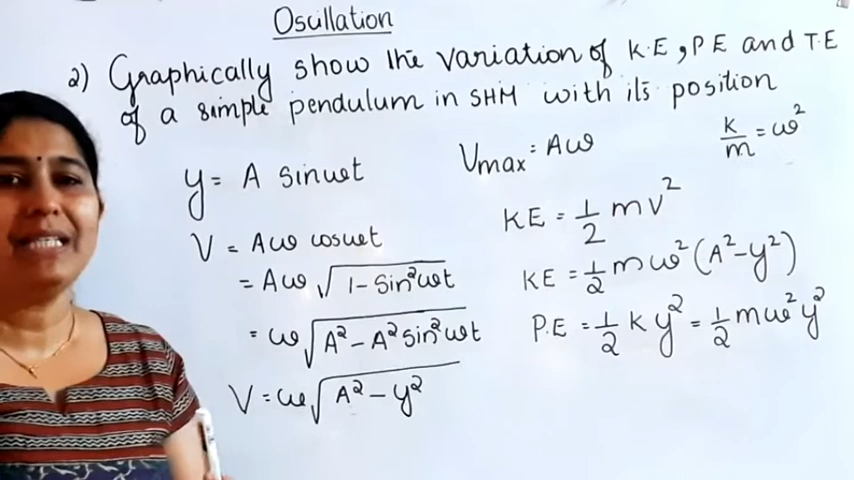 Oscillation
2) Graphically show the variation of K.E, PE and T.E
of a simple pendulum in SHM with its position
y = A sinωt
Vmax = Aω
k/m = ω²
V = Aω cosωt
= Aω √(1 - sin²ωt)
= ω √(A² - A² sin²ωt)
V = ω √(A² - y²)
KE = 1/2 mv²
KE = 1/2 mω² (A² - y²)
P.E = 1/2 k y² = 1/2 mω² y²